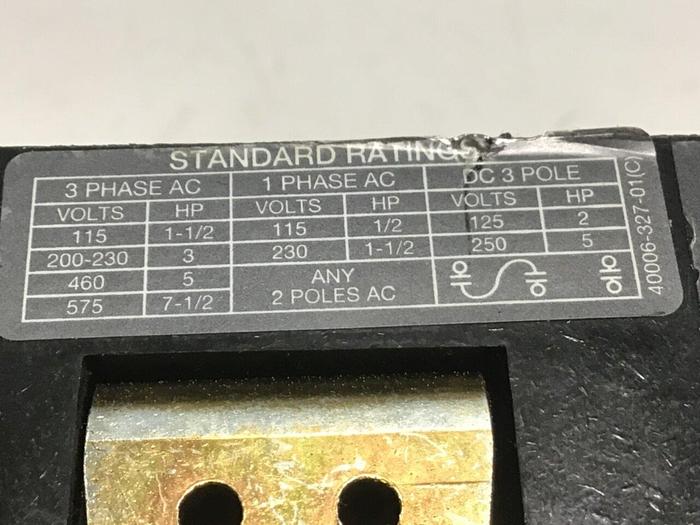 STANDARD RATINGS
3 PHASE AC 1 PHASE AC DC 3 POLE
VOLTS HP VOLTS HP VOLTS HP
115 1-1/2 115 1/2 125 2
200-230 3 230 1-1/2 250 5
460 5 ANY
575 7-1/2 2 POLES AC
40006-327-01(C)